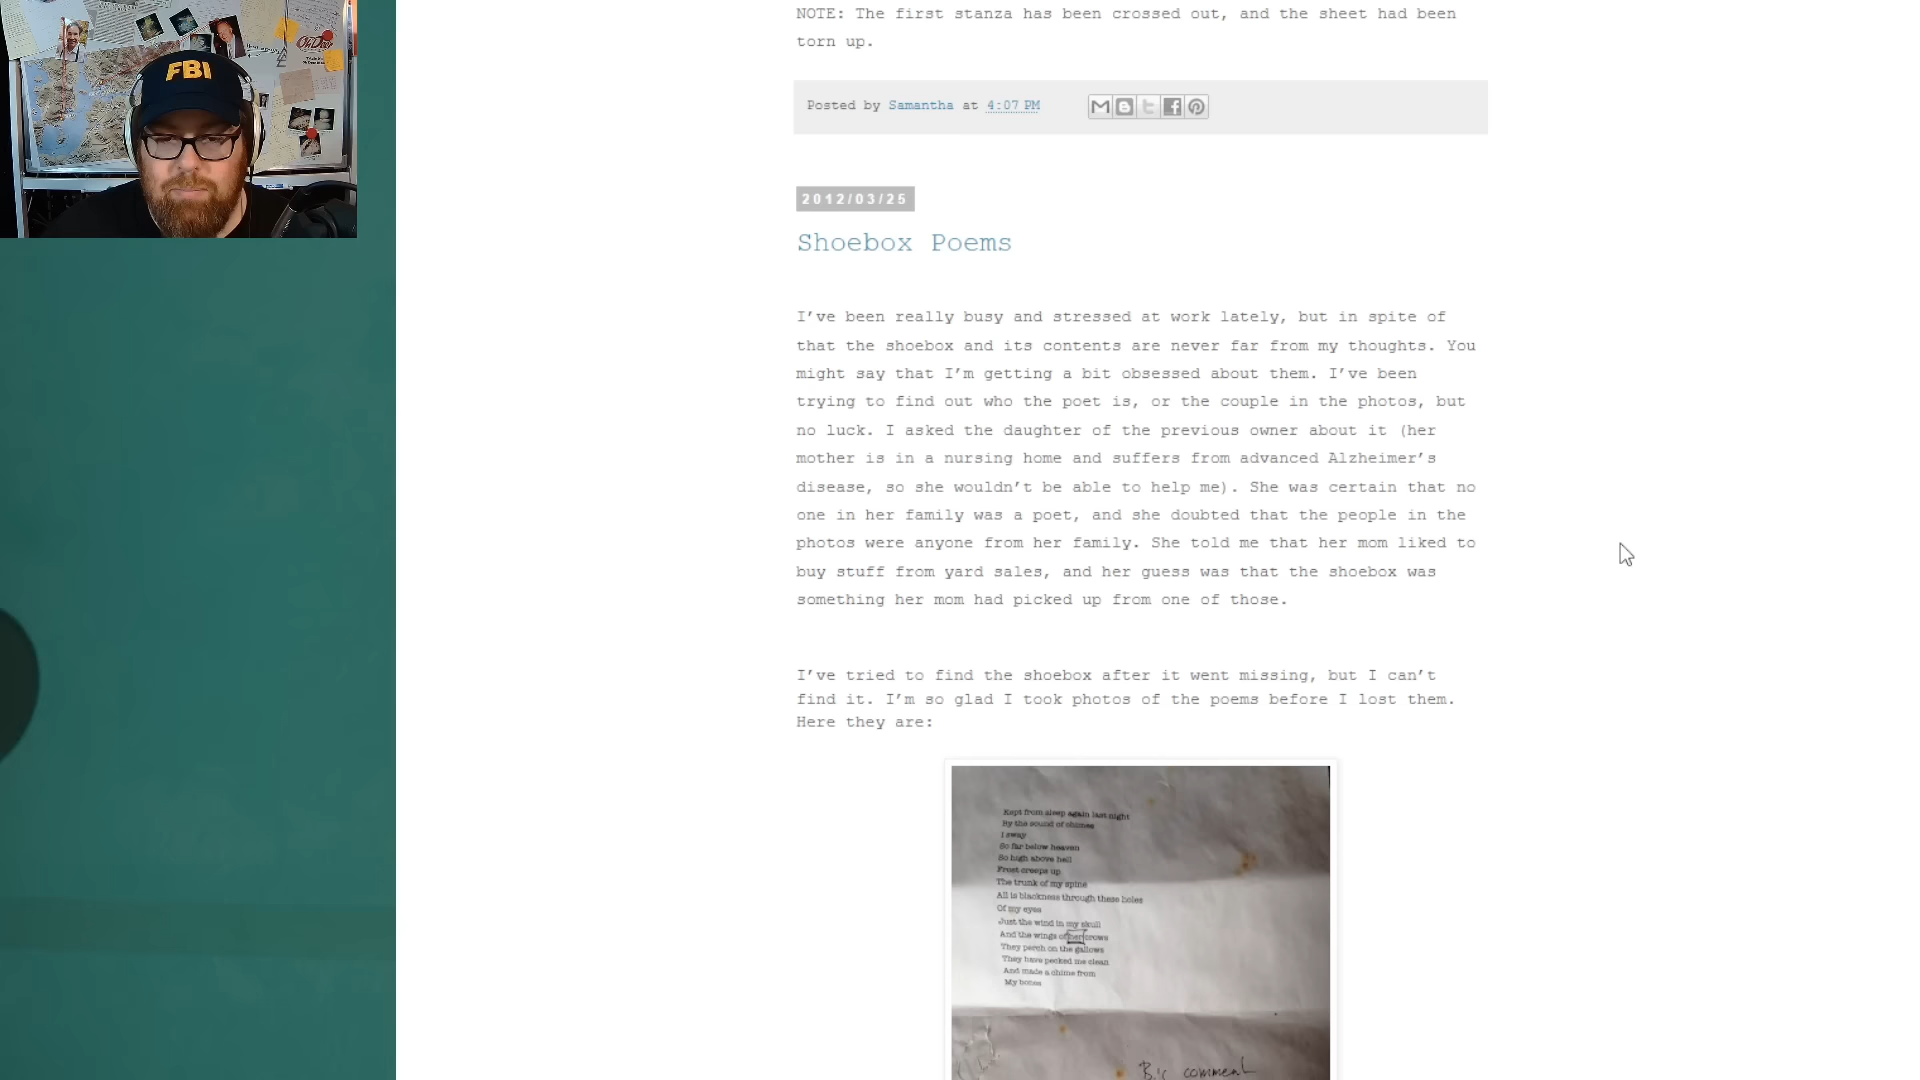 NOTE: The first stanza has been crossed out, and the sheet had been
torn up.
Posted by Samantha at 4:07 PM
2012/03/25
Shoebox Poems
I’ve been really busy and stressed at work lately, but in spite of
that the shoebox and its contents are never far from my thoughts. You
might say that I’m getting a bit obsessed about them. I’ve been
trying to find out who the poet is, or the couple in the photos, but
no luck. I asked the daughter of the previous owner about it (her
mother is in a nursing home and suffers from advanced Alzheimer’s
disease, so she wouldn’t be able to help me). She was certain that no
one in her family was a poet, and she doubted that the people in the
photos were anyone from her family. She told me that her mom liked to
buy stuff from yard sales, and her guess was that the shoebox was
something her mom had picked up from one of those.
I’ve tried to find the shoebox after it went missing, but I can’t
find it. I’m so glad I took photos of the poems before I lost them.
Here they are:
Kept from sleep again last night
By the sound of chimes
I sway
So far below heaven
So high above hell
Frost creeps up
The trunk of my spine
All is blackness through these holes
Of my eyes
Just the wind in my skull
And the wings of her crows
They perch on the gallows
They have pecked me clean
And made a chime from
My bones
comment
FBI